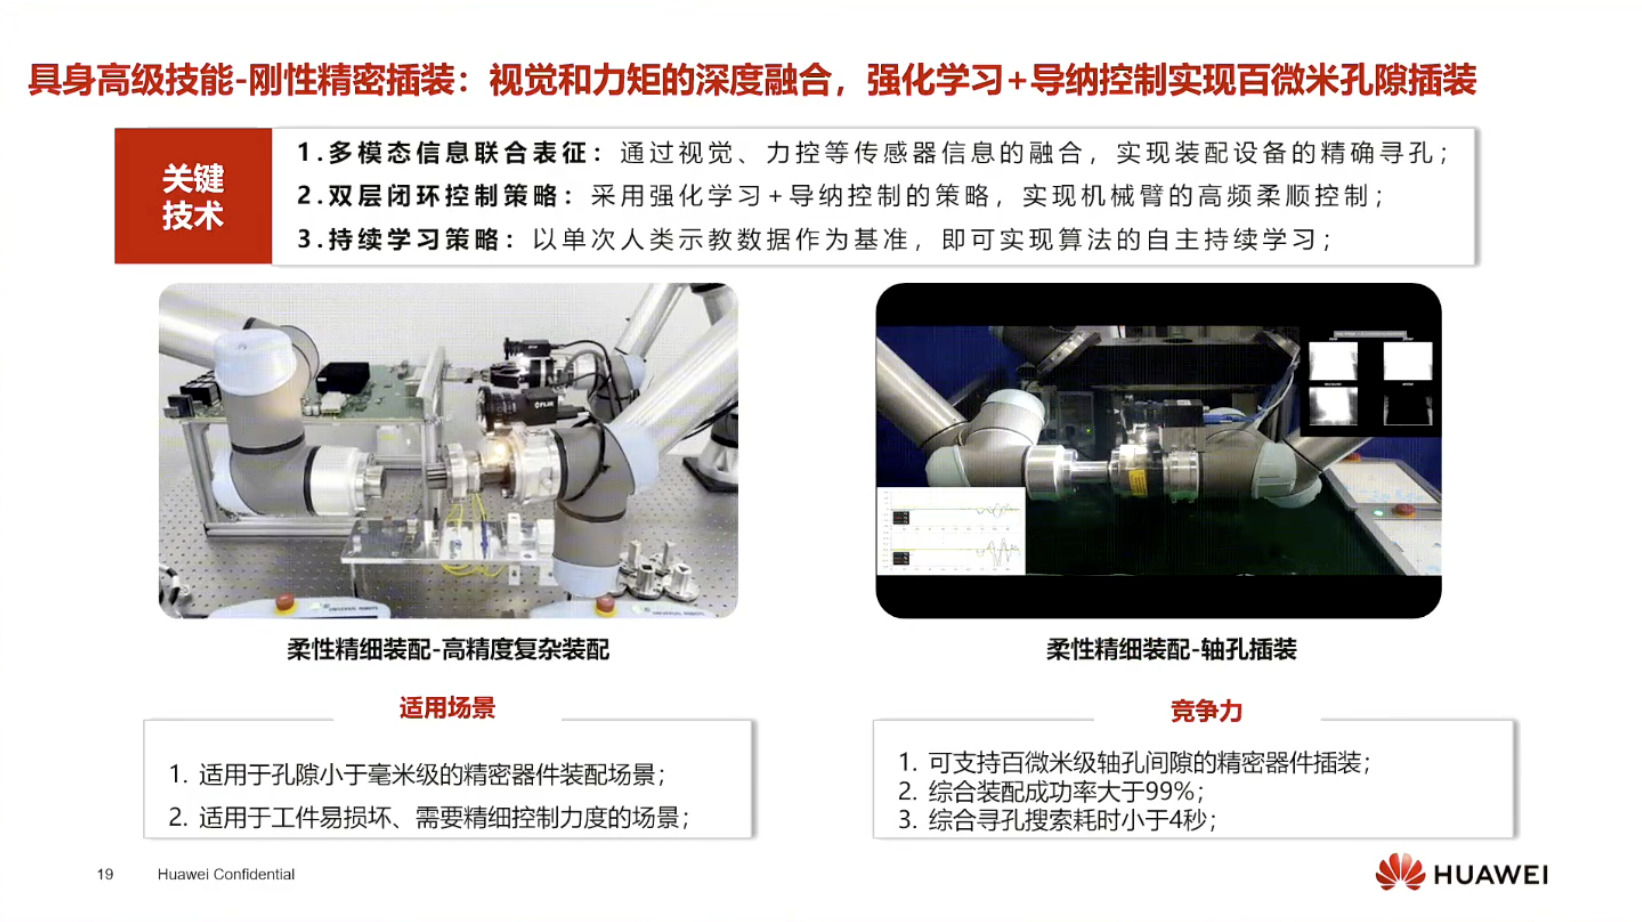 具身高级技能-刚性精密插装：视觉和力矩的深度融合，强化学习+导纳控制实现百微米孔隙插装
关键
技术
1.多模态信息联合表征：通过视觉、力控等传感器信息的融合，实现装配设备的精确寻孔；
2.双层闭环控制策略：采用强化学习+导纳控制的策略，实现机械臂的高频柔顺控制；
3.持续学习策略：以单次人类示教数据作为基准，即可实现算法的自主持续学习；
柔性精细装配-高精度复杂装配
柔性精细装配-轴孔插装
适用场景
1. 适用于孔隙小于毫米级的精密器件装配场景；
2. 适用于工件易损坏、需要精细控制力度的场景；
竞争力
1. 可支持百微米级轴孔间隙的精密器件插装；
2. 综合装配成功率大于99%；
3. 综合寻孔搜索耗时小于4秒；
19
Huawei Confidential
HUAWEI